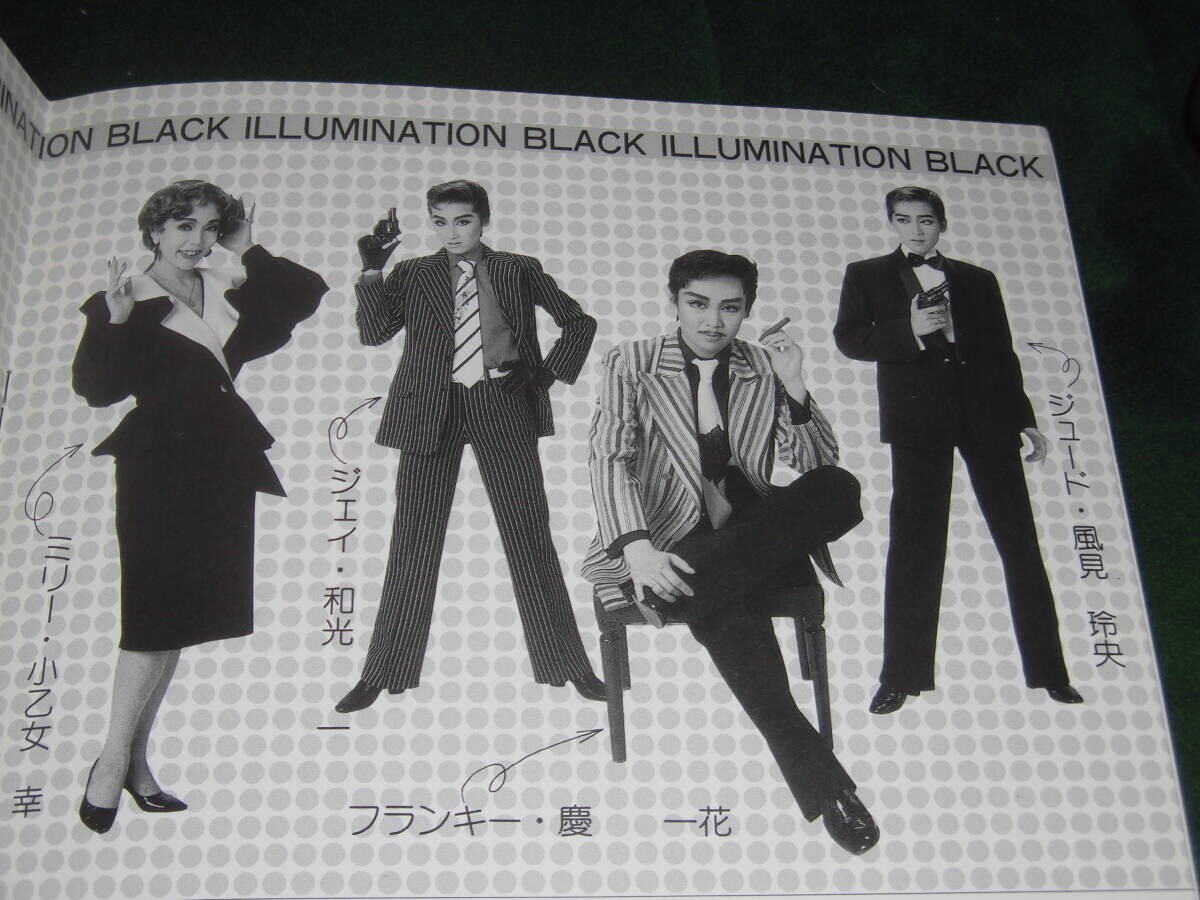 INATION BLACK ILLUMINATION BLACK ILLUMINATION BLACK
ミリー・小乙女　幸
ジェイ・和光　一
フランキー・慶　一花
ジュード・風見　玲央